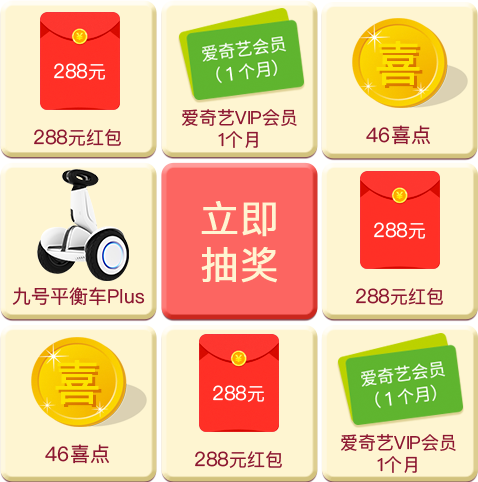 288元
288元红包
爱奇艺会员
（1个月）
爱奇艺VIP会员
1个月
喜
46喜点
九号平衡车Plus
立即
抽奖
288元
288元红包
喜
46喜点
288元
288元红包
爱奇艺会员
（1个月）
爱奇艺VIP会员
1个月